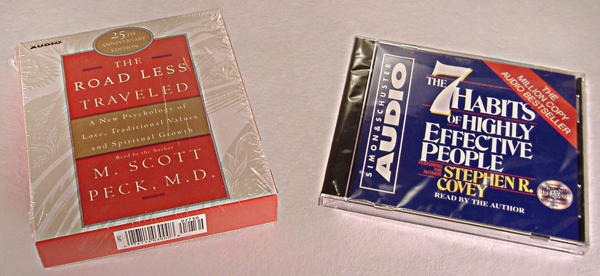 AUDIO
25TH
ANNIVERSARY
EDITION
THE
ROAD LESS
TRAVELED
A New Psychology of
Love, Traditional Values
and Spiritual Growth
Read by the Author
M. SCOTT
PECK, M.D.
SIMON & SCHUSTER
AUDIO
THE
MILLION COPY
AUDIO BESTSELLER
THE 7 HABITS
OF HIGHLY
EFFECTIVE
PEOPLE
STEPHEN R.
COVEY
READ BY THE AUTHOR